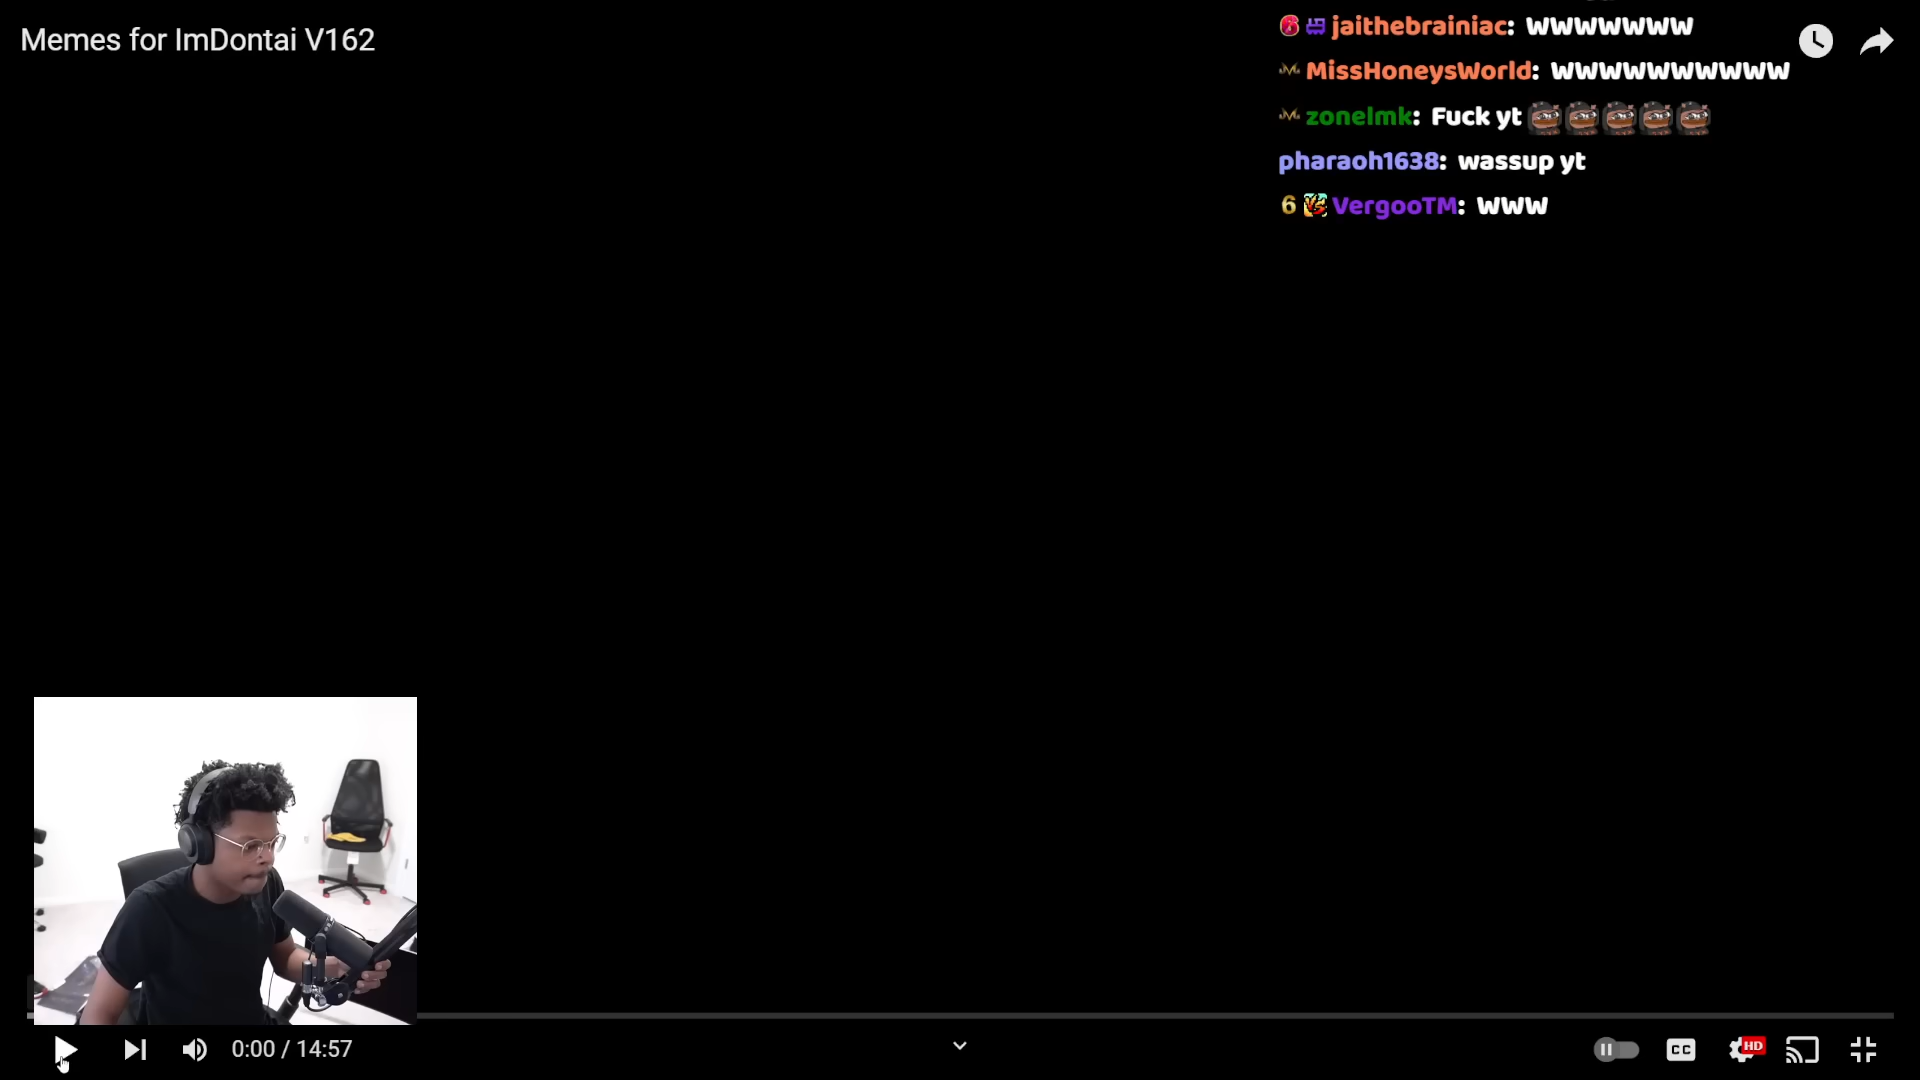 Memes for ImDontai V162
jaithebrainiac: WWWWWWW
MissHoneysWorld: WWWWWWWWWW
zonelmk: Fuck yt
pharaoh1638: wassup yt
6 VergooTM: WWW
0:00 / 14:57
CC
HD